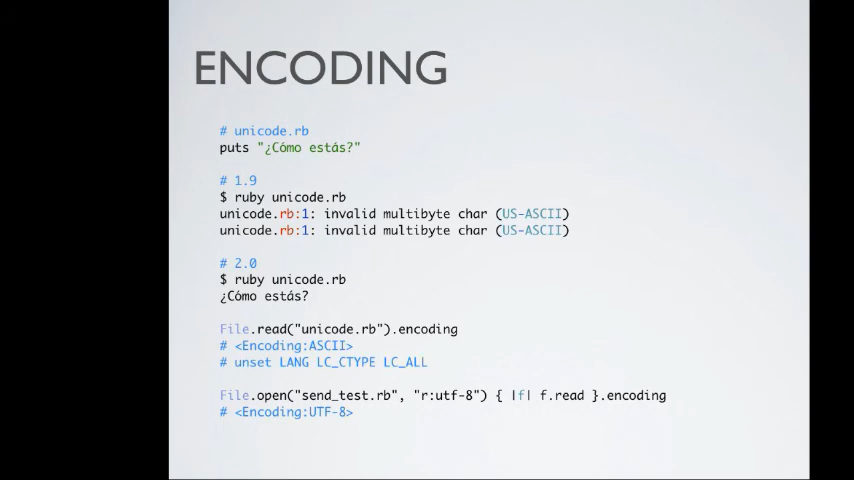 ENCODING
# unicode.rb
puts "¿Cómo estás?"
# 1.9
$ ruby unicode.rb
unicode.rb:1: invalid multibyte char (US-ASCII)
unicode.rb:1: invalid multibyte char (US-ASCII)
# 2.0
$ ruby unicode.rb
¿Cómo estás?
File.read("unicode.rb").encoding
# <Encoding:ASCII>
# unset LANG LC_CTYPE LC_ALL
File.open("send_test.rb", "r:utf-8") { |f| f.read }.encoding
# <Encoding:UTF-8>